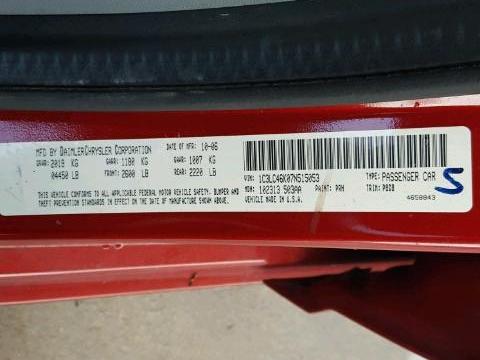 MFD BY DAIMLERCHRYSLER CORPORATION DATE OF MFR: 10-06
GVWR: 2019 KG GAWR: 1180 KG GAWR: 1007 KG
04450 LB FRONT: 2600 LB REAR: 2220 LB
THIS VEHICLE CONFORMS TO ALL APPLICABLE FEDERAL MOTOR VEHICLE SAFETY, BUMPER AND
THEFT PREVENTION STANDARDS IN EFFECT ON THE DATE OF MANUFACTURE SHOWN ABOVE.
VIN: 1C3LC46K07N515053 TYPE: PASSENGER CAR
MDH: 102313 503AA PAINT: PRH TRIM: PBDB
VEHICLE MADE IN U.S.A. 4658843
S